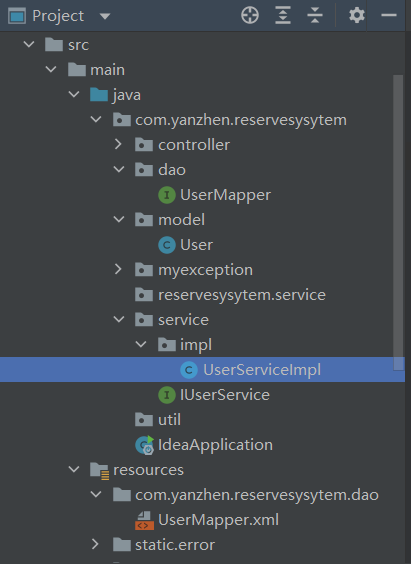 Project
src
main
java
com.yanzhen.reservesysytem
controller
dao
I UserMapper
model
C User
myexception
reservesysytem.service
service
impl
C UserServiceImpl
I IUserService
util
IdeaApplication
resources
com.yanzhen.reservesysytem.dao
UserMapper.xml
static.error